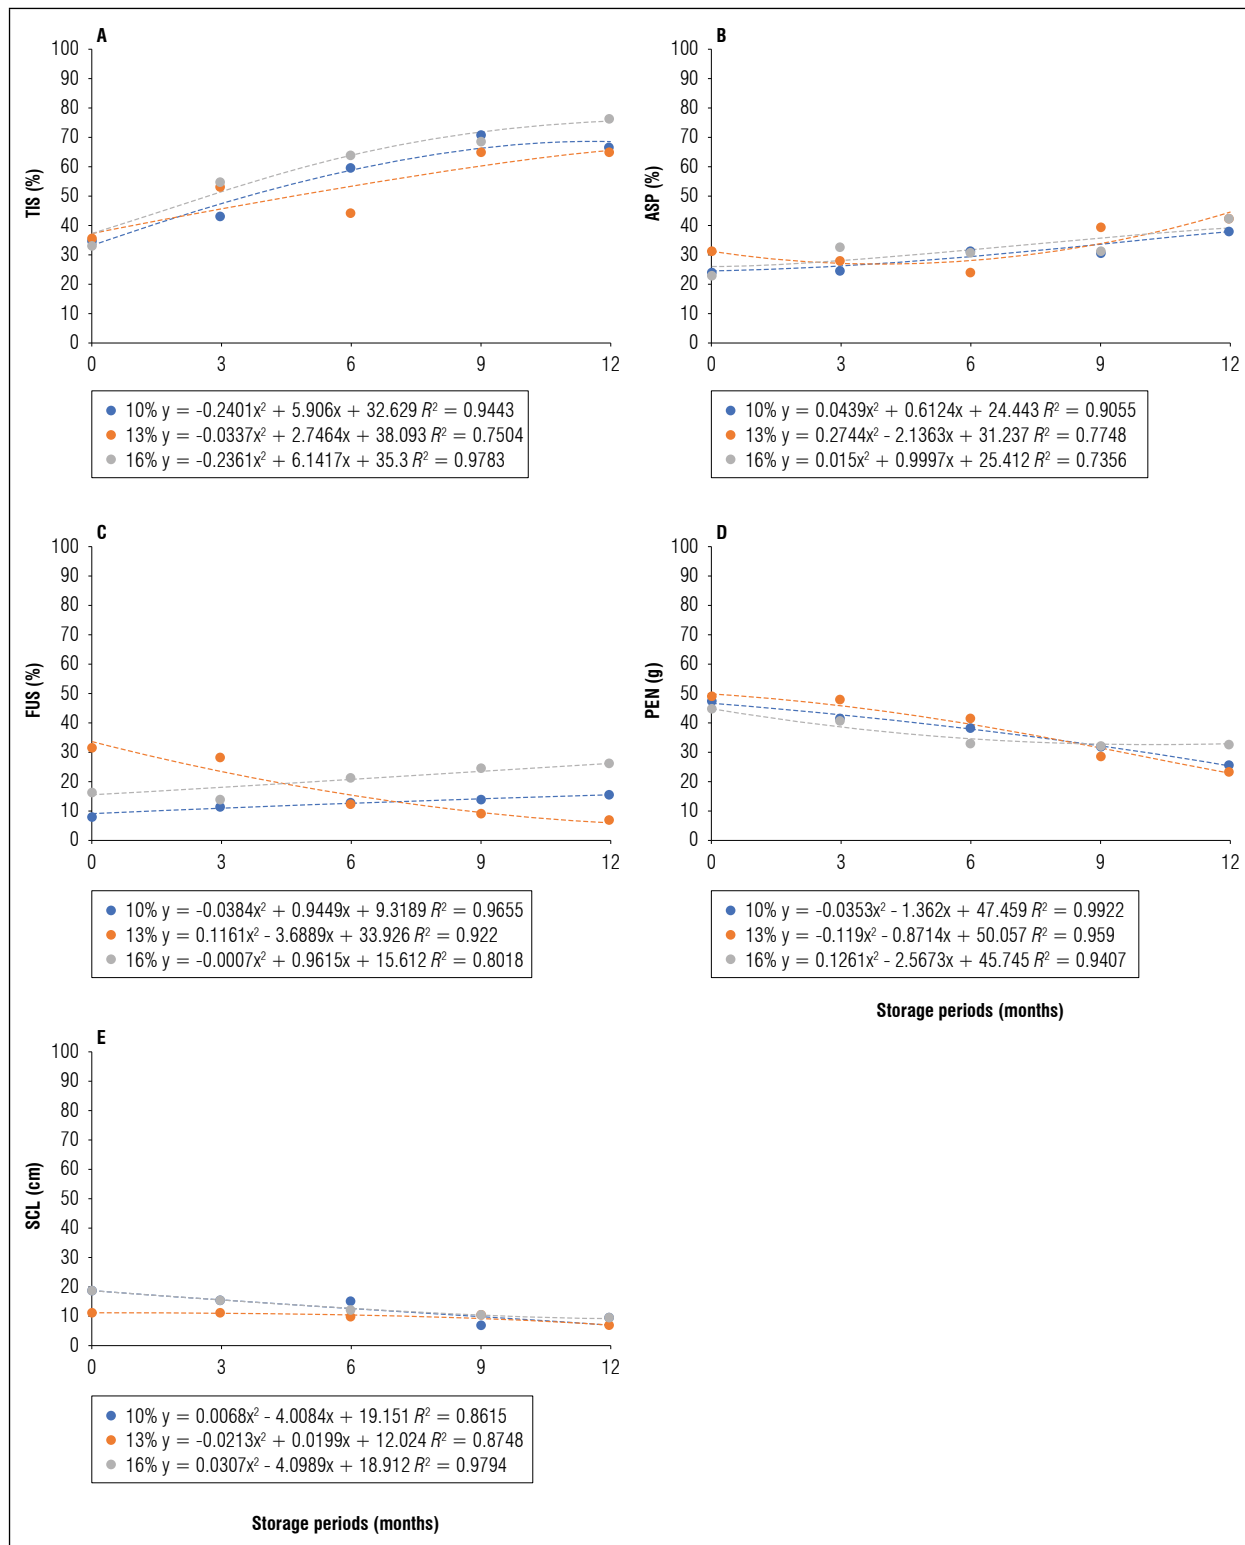 A
100
90
80
70
60
50
40
30
20
10
0
TIS (%)
0 3 6 9 12
10% y = -0.2401x² + 5.906x + 32.629 R² = 0.9443
13% y = -0.0337x² + 2.7464x + 38.093 R² = 0.7504
16% y = -0.2361x² + 6.1417x + 35.3 R² = 0.9783
B
100
90
80
70
60
50
40
30
20
10
0
ASP (%)
0 3 6 9 12
10% y = 0.0439x² + 0.6124x + 24.443 R² = 0.9055
13% y = 0.2744x² - 2.1363x + 31.237 R² = 0.7748
16% y = 0.015x² + 0.9997x + 25.412 R² = 0.7356
C
100
90
80
70
60
50
40
30
20
10
0
FUS (%)
0 3 6 9 12
10% y = -0.0384x² + 0.9449x + 9.3189 R² = 0.9655
13% y = 0.1161x² - 3.6889x + 33.926 R² = 0.922
16% y = -0.0007x² + 0.9615x + 15.612 R² = 0.8018
D
100
90
80
70
60
50
40
30
20
10
0
PEN (g)
0 3 6 9 12
10% y = -0.0353x² - 1.362x + 47.459 R² = 0.9922
13% y = -0.119x² - 0.8714x + 50.057 R² = 0.959
16% y = 0.1261x² - 2.5673x + 45.745 R² = 0.9407
Storage periods (months)
E
100
90
80
70
60
50
40
30
20
10
0
SCL (cm)
0 3 6 9 12
10% y = 0.0068x² - 4.0084x + 19.151 R² = 0.8615
13% y = -0.0213x² + 0.0199x + 12.024 R² = 0.8748
16% y = 0.0307x² - 4.0989x + 18.912 R² = 0.9794
Storage periods (months)